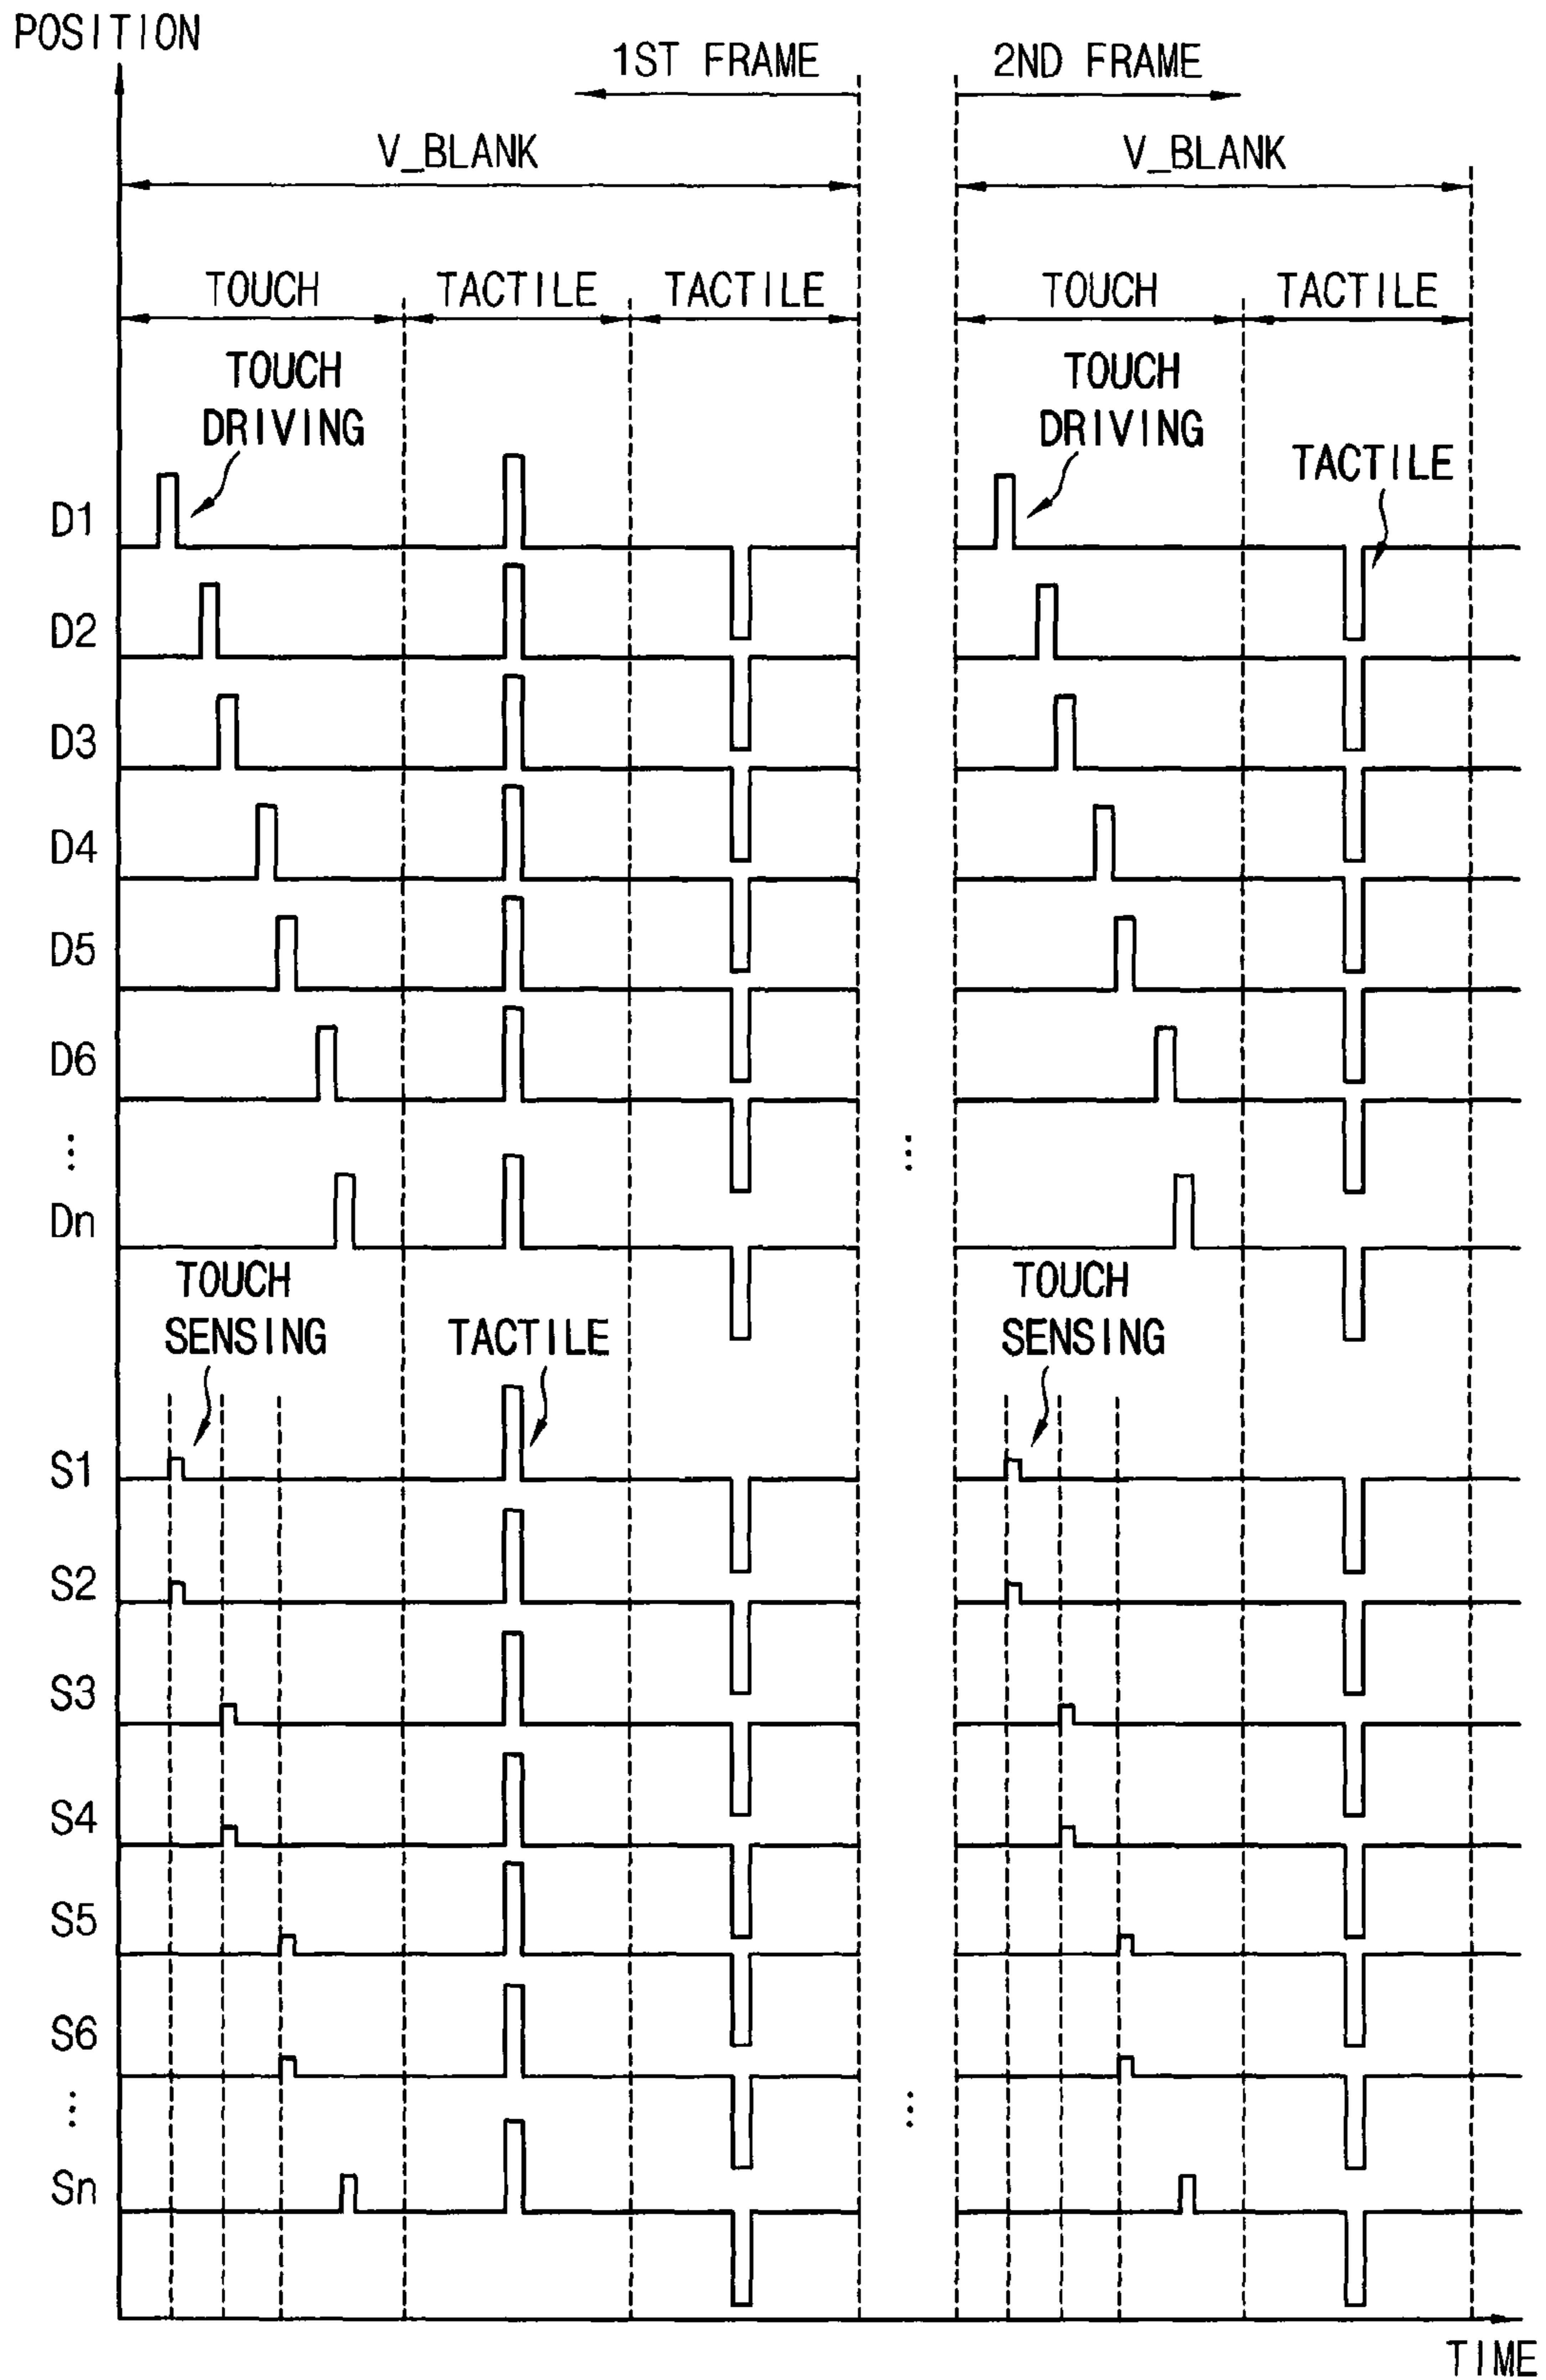 POSITION
1ST FRAME
2ND FRAME
V_BLANK
V_BLANK
TOUCH
TACTILE
TACTILE
TOUCH
TACTILE
TOUCH
DRIVING
TOUCH
DRIVING
TACTILE
D1
D2
D3
D4
D5
D6
Dn
TOUCH
SENSING
TACTILE
TOUCH
SENSING
S1
S2
S3
S4
S5
S6
Sn
TIME